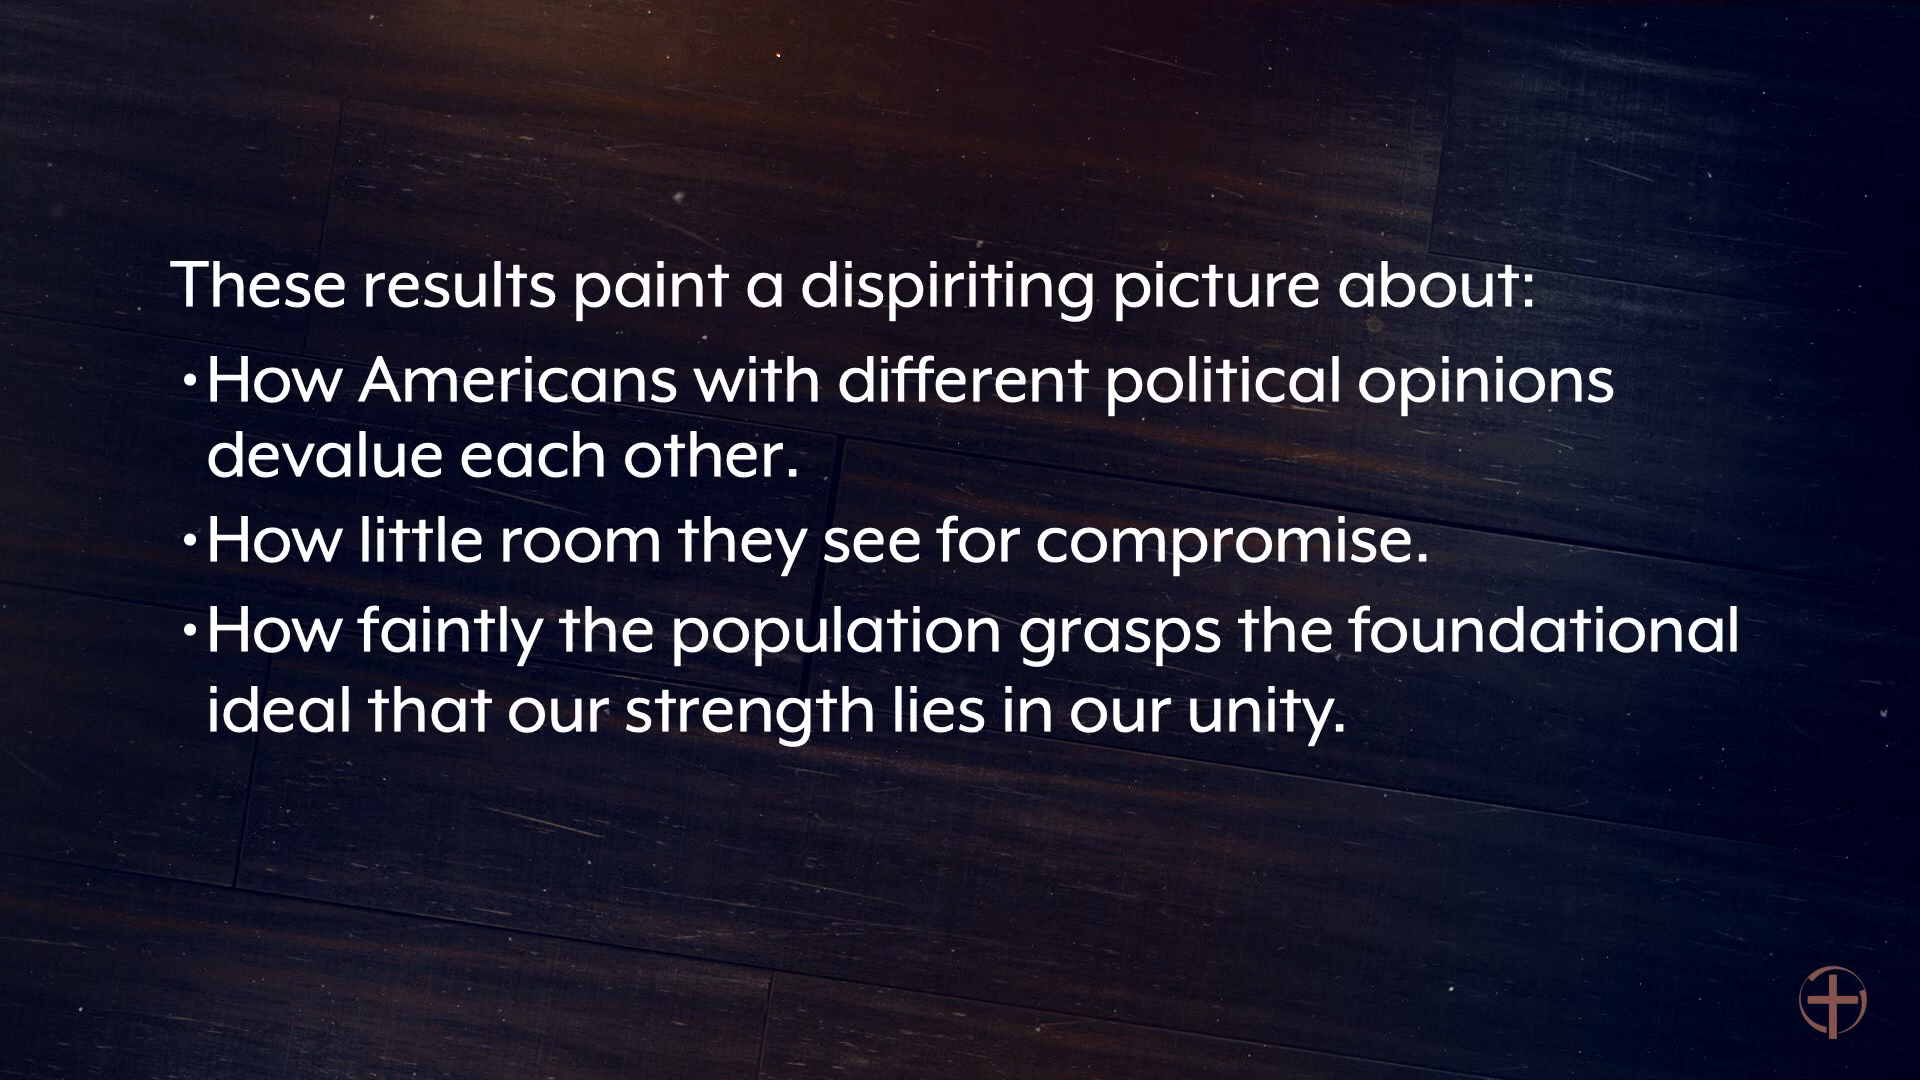 These results paint a dispiriting picture about:
•How Americans with different political opinions
devalue each other.
•How little room they see for compromise.
•How faintly the population grasps the foundational
ideal that our strength lies in our unity.